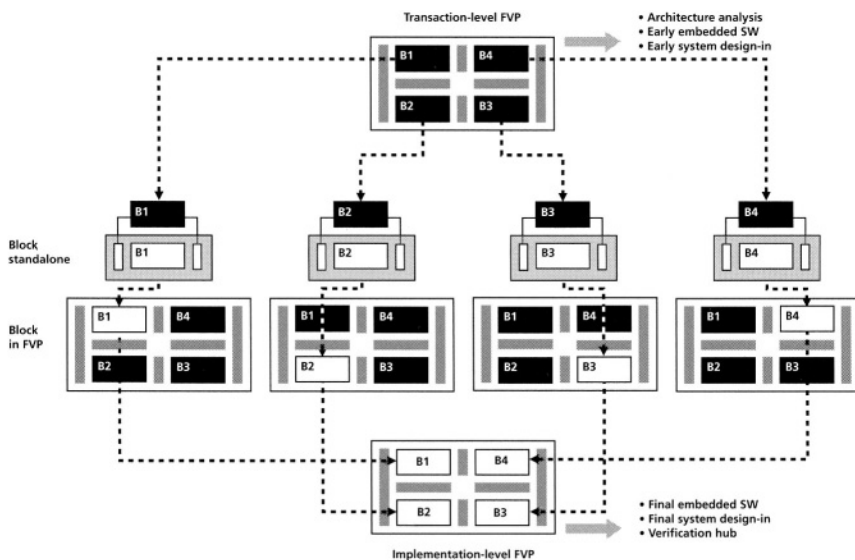 Transaction-level FVP
• Architecture analysis
• Early embedded SW
• Early system design-in
B1 B4
B2 B3
B1 B2 B3 B4
Block
standalone
B1 B2 B3 B4
Block
in FVP
B1 B4 B1 B4 B1 B4 B1 B4
B2 B3 B2 B3 B2 B3 B2 B3
B1 B4
B2 B3
• Final embedded SW
• Final system design-in
• Verification hub
Implementation-level FVP